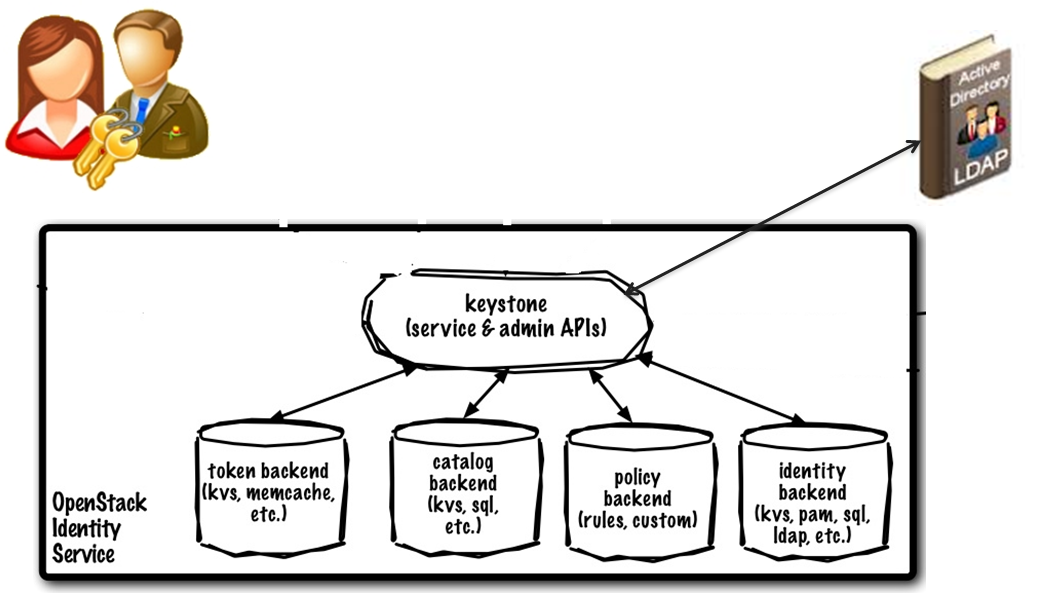 Active
Directory
LDAP
keystone
(service & admin APIs)
token backend
(kvs, memcache,
etc.)
catalog
backend
(kvs, sql,
etc.)
policy
backend
(rules, custom)
identity
backend
(kvs, pam, sql,
ldap, etc.)
OpenStack
Identity
Service